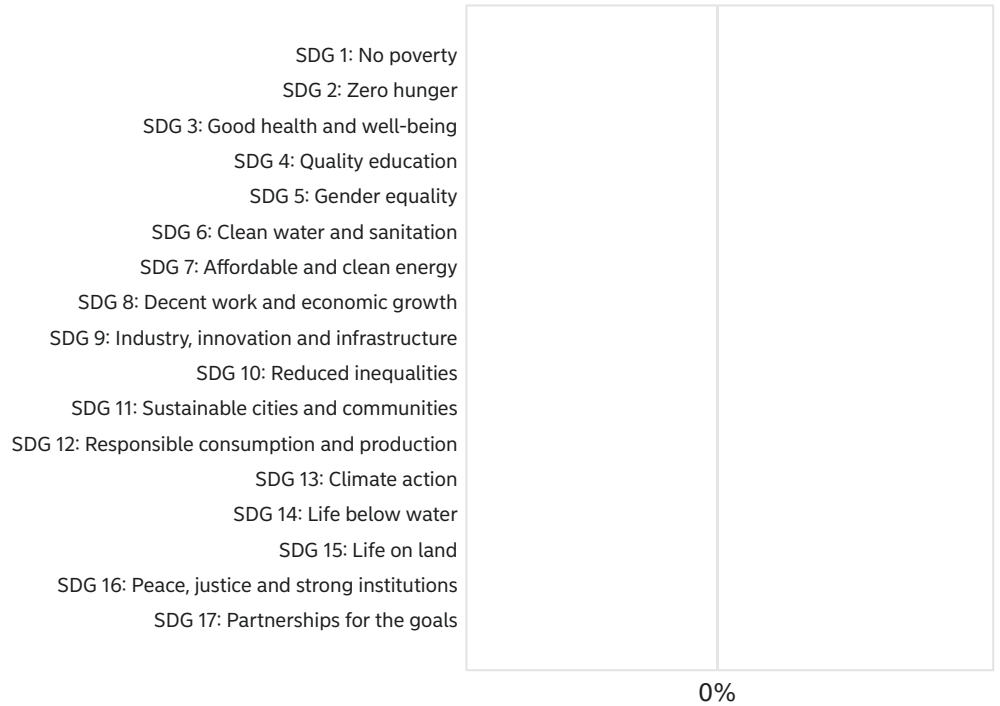 SDG 1: No poverty
SDG 2: Zero hunger
SDG 3: Good health and well-being
SDG 4: Quality education
SDG 5: Gender equality
SDG 6: Clean water and sanitation
SDG 7: Affordable and clean energy
SDG 8: Decent work and economic growth
SDG 9: Industry, innovation and infrastructure
SDG 10: Reduced inequalities
SDG 11: Sustainable cities and communities
SDG 12: Responsible consumption and production
SDG 13: Climate action
SDG 14: Life below water
SDG 15: Life on land
SDG 16: Peace, justice and strong institutions
SDG 17: Partnerships for the goals
0%